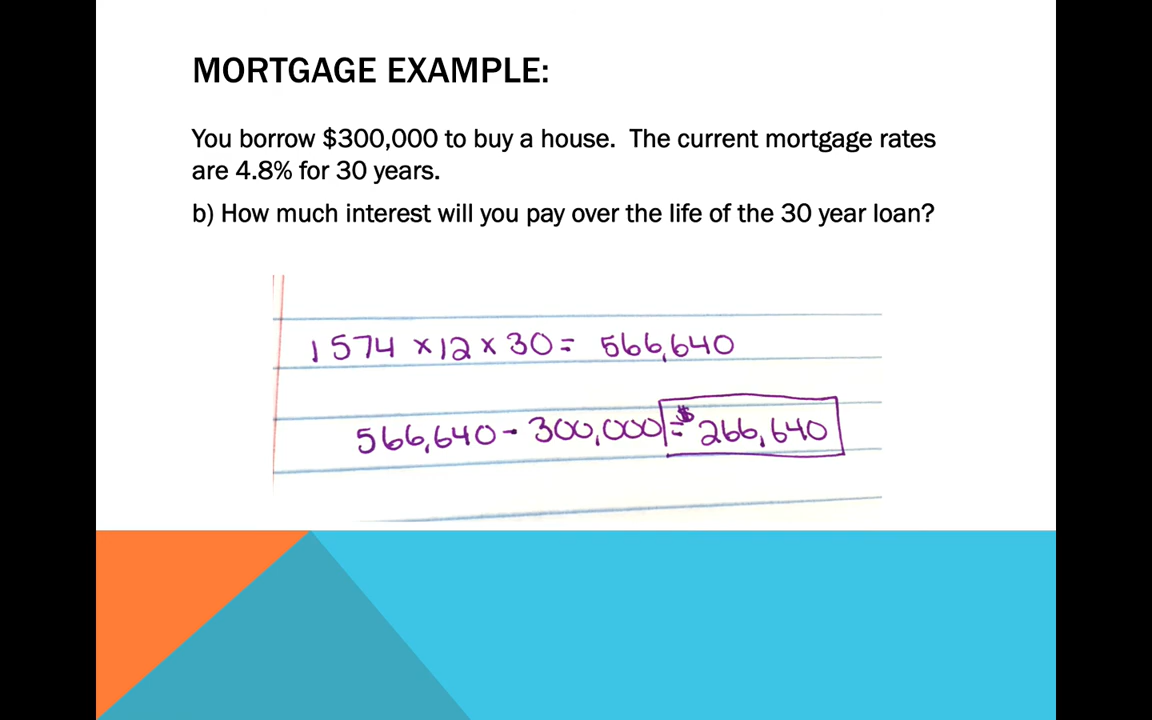 MORTGAGE EXAMPLE:
You borrow $300,000 to buy a house. The current mortgage rates
are 4.8% for 30 years.
b) How much interest will you pay over the life of the 30 year loan?
1574 × 12 × 30 = 566,640
566,640 - 300,000 = $266,640